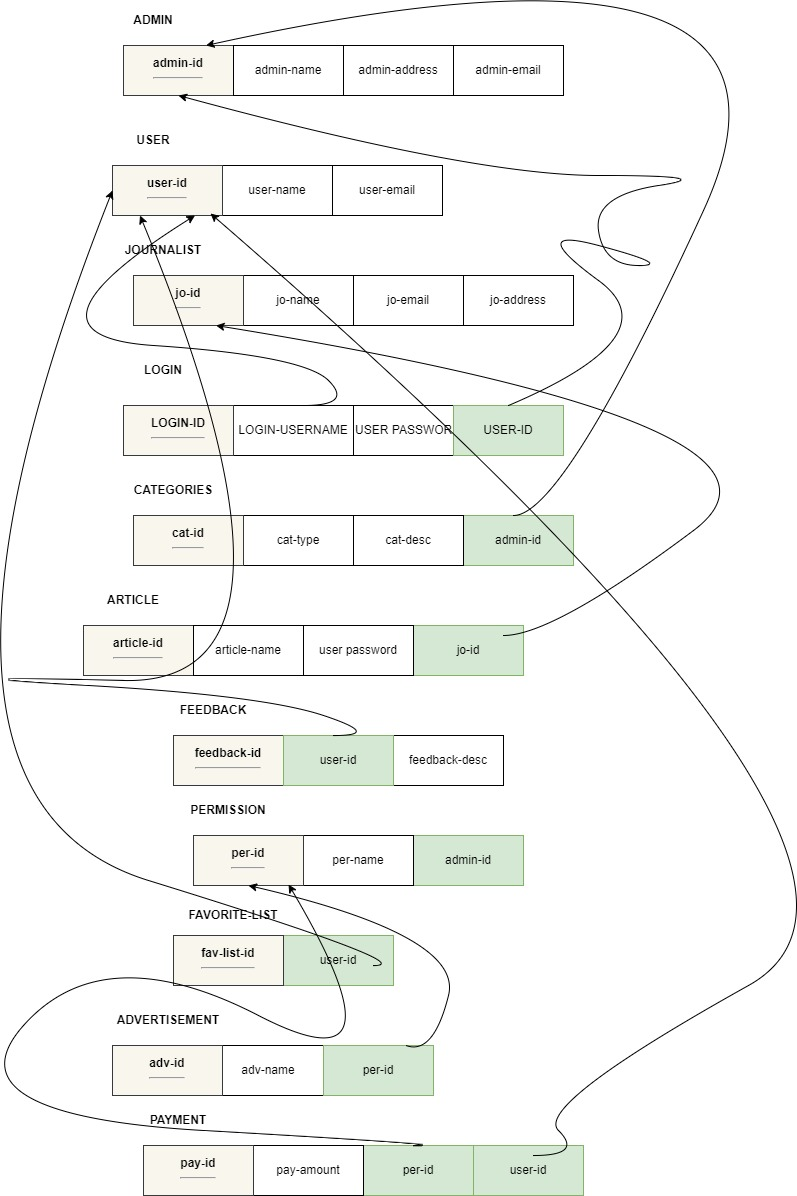 ADMIN
admin-id admin-name admin-address admin-email
USER
user-id user-name user-email
JOURNALIST
jo-id jo-name jo-email jo-address
LOGIN
LOGIN-ID LOGIN-USERNAME USER PASSWOR USER-ID
CATEGORIES
cat-id cat-type cat-desc admin-id
ARTICLE
article-id article-name user password jo-id
FEEDBACK
feedback-id user-id feedback-desc
PERMISSION
per-id per-name admin-id
FAVORITE-LIST
fav-list-id user-id
ADVERTISEMENT
adv-id adv-name per-id
PAYMENT
pay-id pay-amount per-id user-id